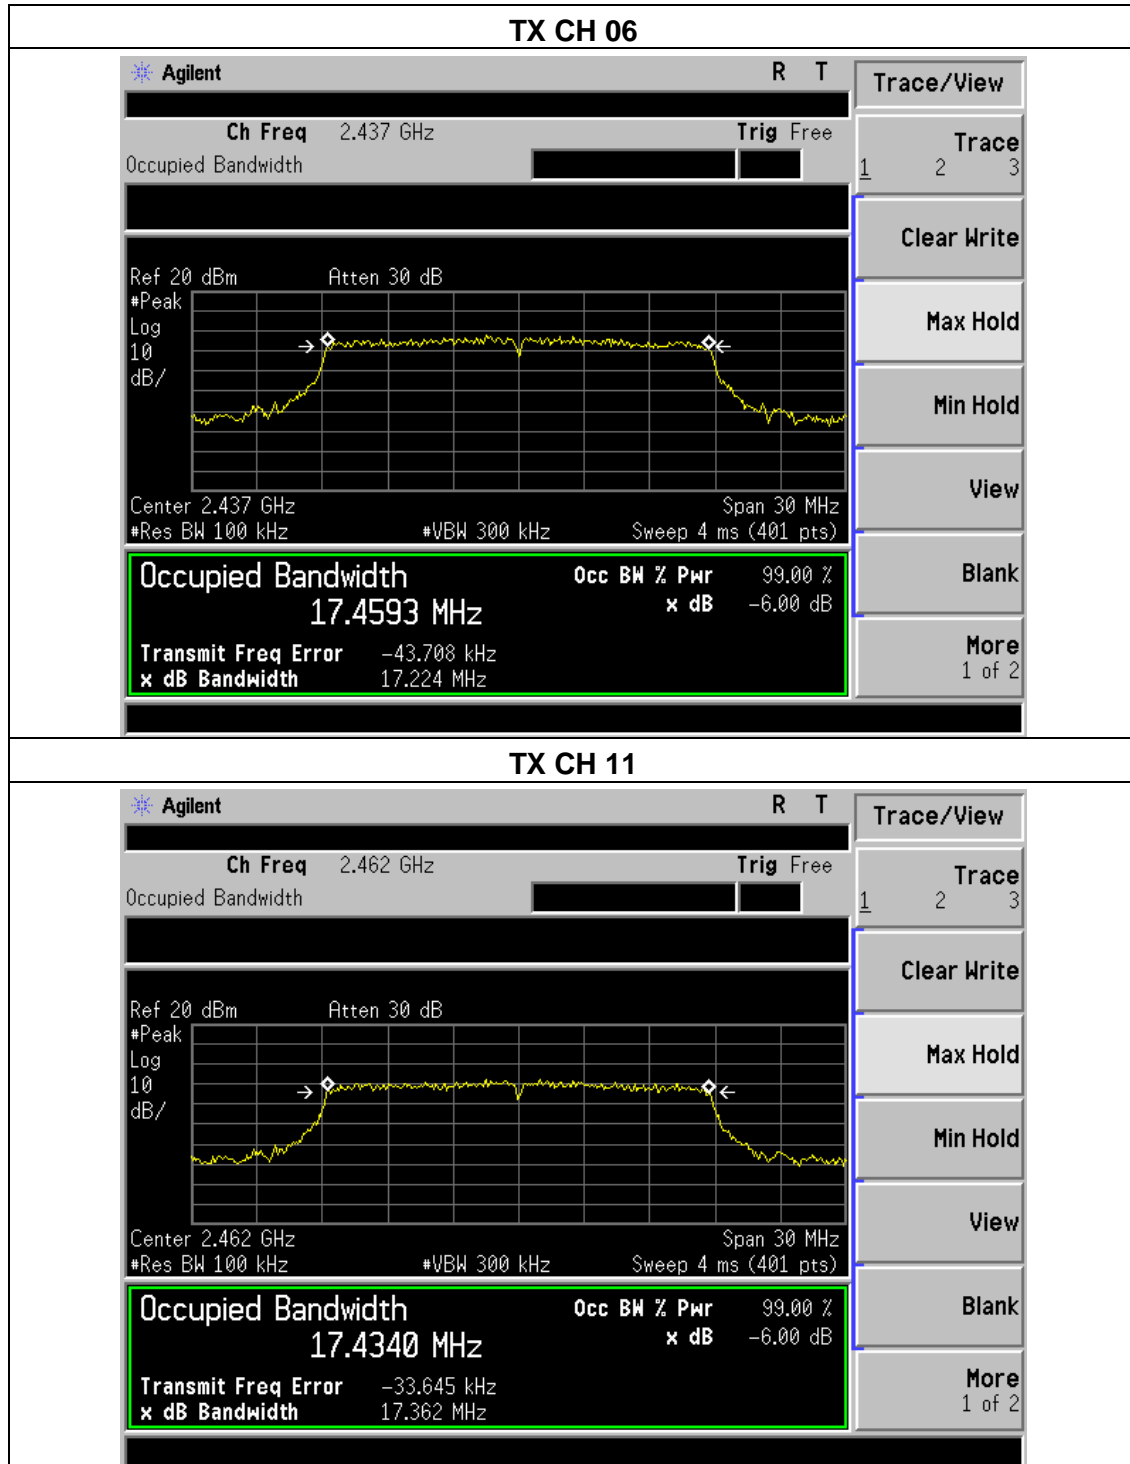 TX CH 06
Agilent R T
Trace/View
Ch Freq 2.437 GHz Trig Free
Occupied Bandwidth
Trace
1 2 3
Clear Write
Max Hold
Min Hold
View
Blank
More
1 of 2
Ref 20 dBm Atten 30 dB
#Peak
Log
10
dB/
Center 2.437 GHz Span 30 MHz
#Res BW 100 kHz #VBW 300 kHz Sweep 4 ms (401 pts)
Occupied Bandwidth Occ BW % Pwr 99.00 %
17.4593 MHz x dB -6.00 dB
Transmit Freq Error -43.708 kHz
x dB Bandwidth 17.224 MHz
TX CH 11
Agilent R T
Trace/View
Ch Freq 2.462 GHz Trig Free
Occupied Bandwidth
Trace
1 2 3
Clear Write
Max Hold
Min Hold
View
Blank
More
1 of 2
Ref 20 dBm Atten 30 dB
#Peak
Log
10
dB/
Center 2.462 GHz Span 30 MHz
#Res BW 100 kHz #VBW 300 kHz Sweep 4 ms (401 pts)
Occupied Bandwidth Occ BW % Pwr 99.00 %
17.4340 MHz x dB -6.00 dB
Transmit Freq Error -33.645 kHz
x dB Bandwidth 17.362 MHz